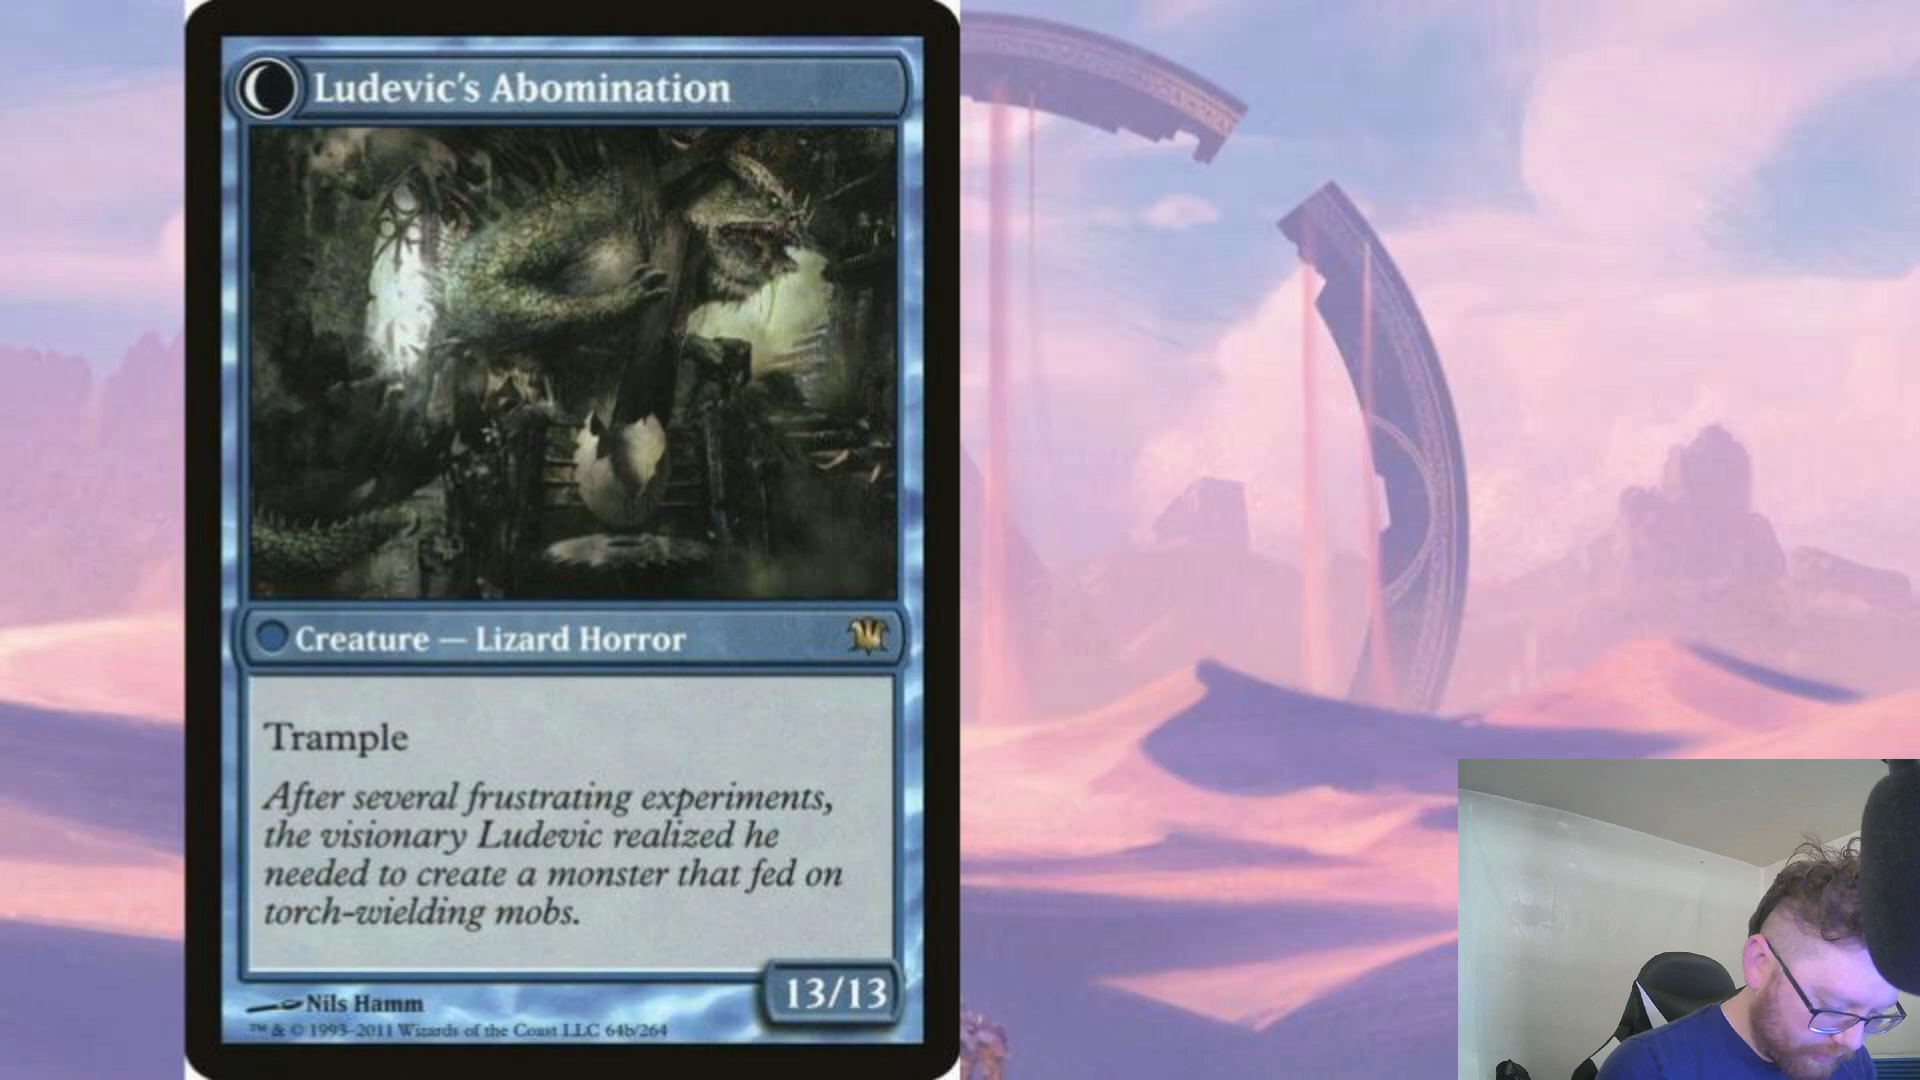 Ludevic's Abomination
Creature — Lizard Horror
Trample
After several frustrating experiments,
the visionary Ludevic realized he
needed to create a monster that fed on
torch-wielding mobs.
13/13
Nils Hamm
™ & © 1993–2011 Wizards of the Coast LLC 64b/264